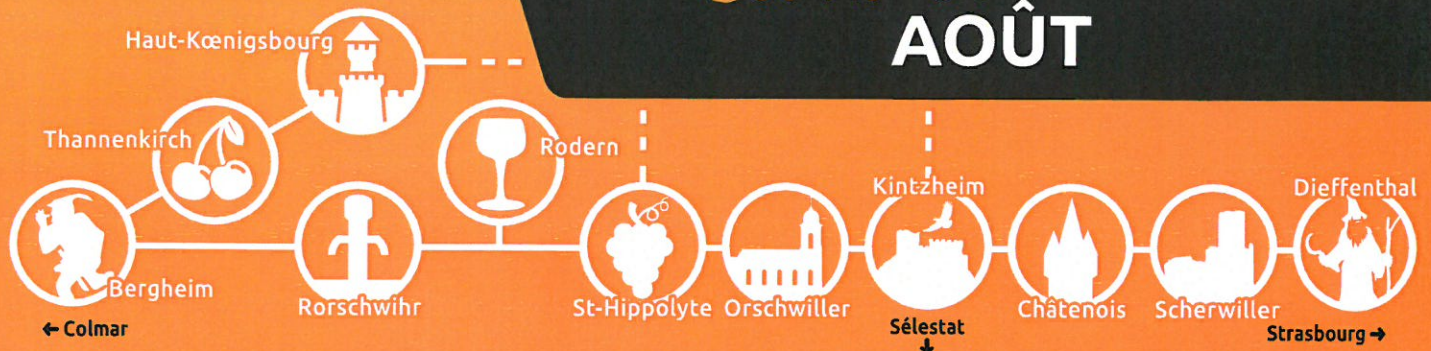 AOÛT
Haut-Kœnigsbourg
Thannenkirch
Rodern
Kintzheim
Dieffenthal
Bergheim
Rorschwihr
St-Hippolyte
Orschwiller
Châtenois
Scherwiller
← Colmar
Sélestat
↓
Strasbourg →